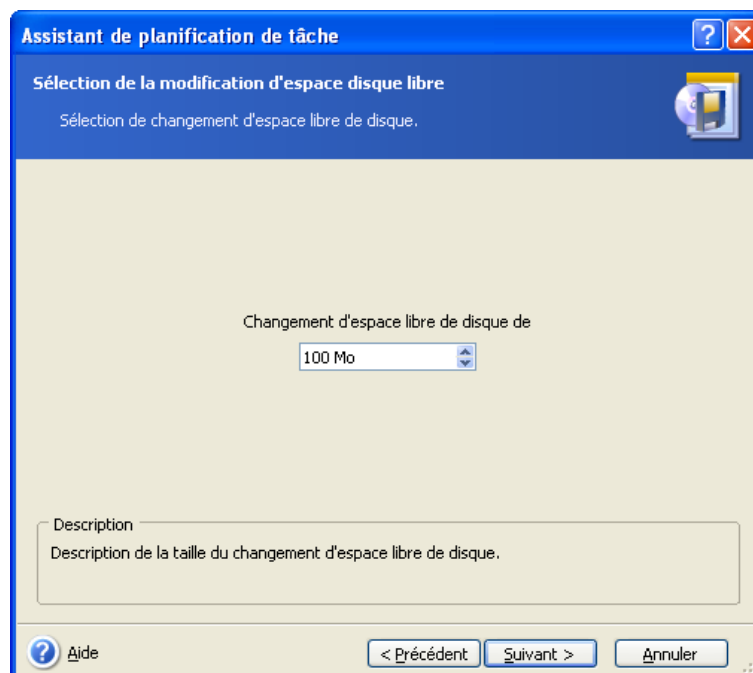 Assistant de planification de tâche
Sélection de la modification d'espace disque libre
Sélection de changement d'espace libre de disque.
Changement d'espace libre de disque de
100 Mo
Description
Description de la taille du changement d'espace libre de disque.
Aide
< Précédent
Suivant >
Annuler